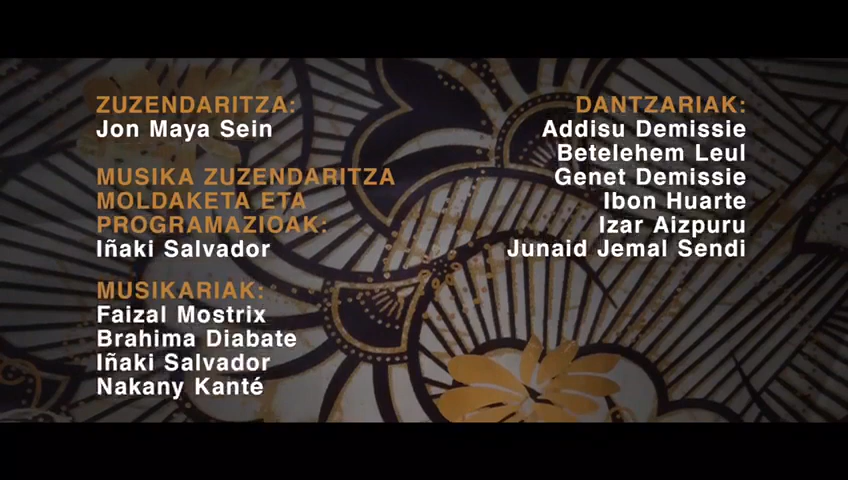 ZUZENDARITZA:
Jon Maya Sein
MUSIKA ZUZENDARITZA
MOLDAKETA ETA
PROGRAMAZIOAK:
Iñaki Salvador
MUSIKARIAK:
Faizal Mostrix
Brahima Diabate
Iñaki Salvador
Nakany Kanté
DANTZARIAK:
Addisu Demissie
Betelehem Leul
Genet Demissie
Ibon Huarte
Izar Aizpuru
Junaid Jemal Sendi